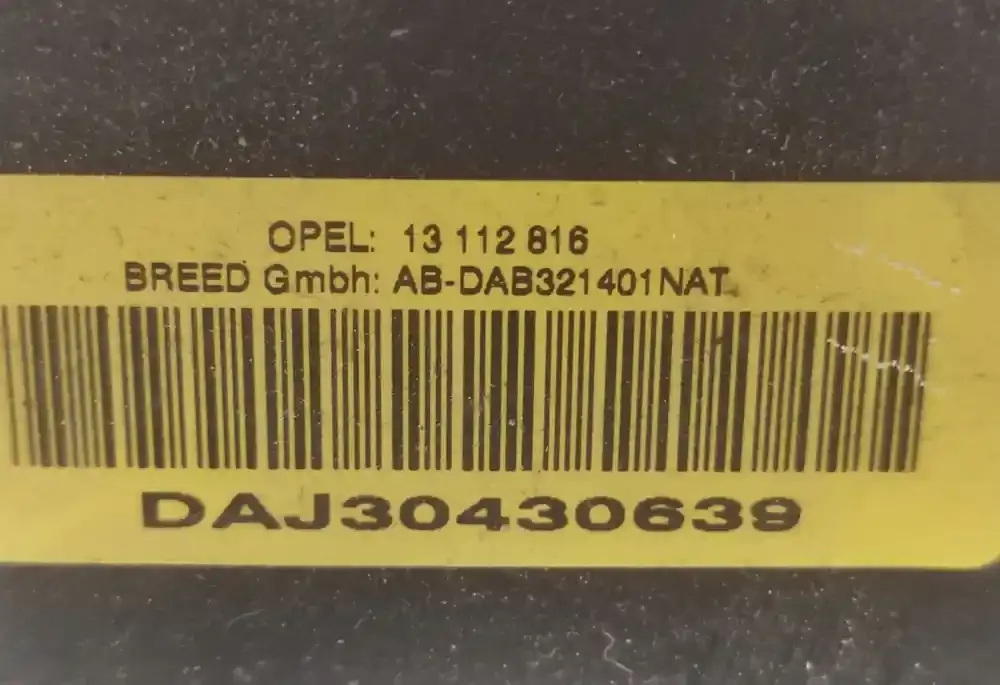 OPEL: 13 112 816
BREED Gmbh: AB-DAB321401NAT
DAJ30430639